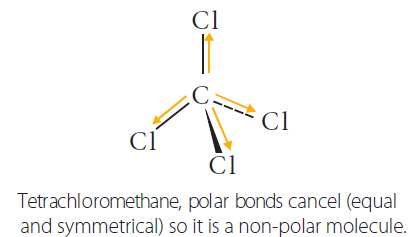 Cl
C
Cl
Cl
Cl
Tetrachloromethane, polar bonds cancel (equal
and symmetrical) so it is a non-polar molecule.